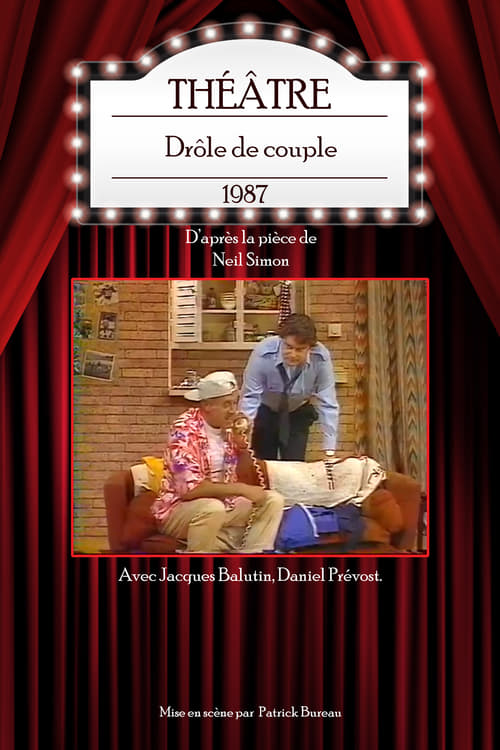 THÉÂTRE
Drôle de couple
1987
D'après la pièce de
Neil Simon
Avec Jacques Balutin, Daniel Prévost.
Mise en scène par Patrick Bureau